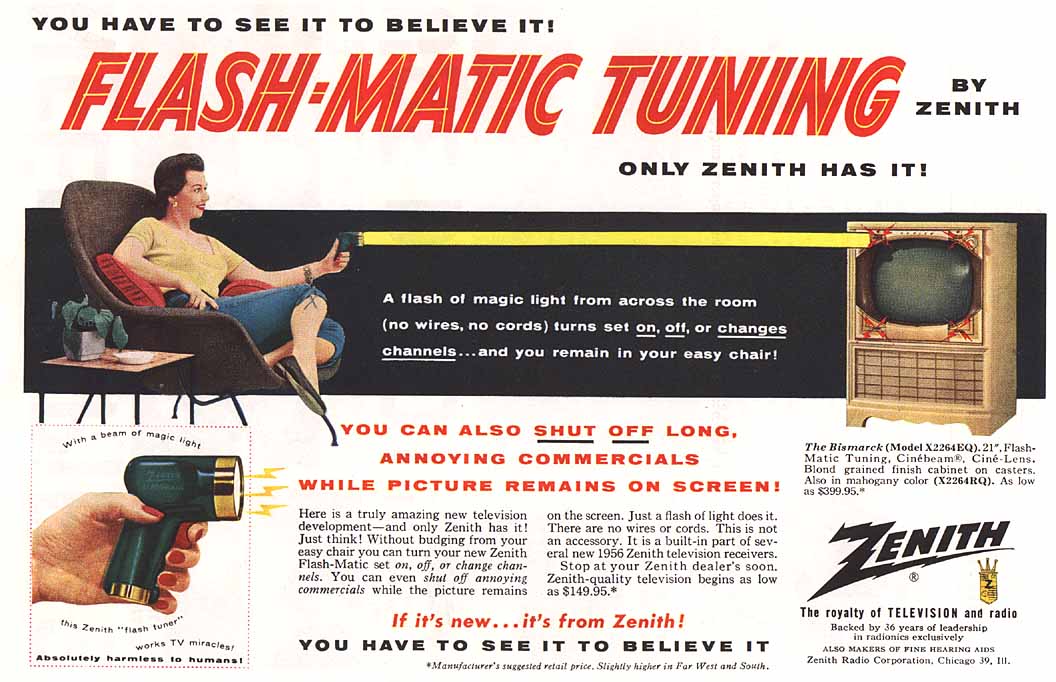 YOU HAVE TO SEE IT TO BELIEVE IT!
FLASH-MATIC TUNING
BY
ZENITH
ONLY ZENITH HAS IT!
A flash of magic light from across the room
(no wires, no cords) turns set on, off, or changes
channels...and you remain in your easy chair!
YOU CAN ALSO SHUT OFF LONG,
ANNOYING COMMERCIALS
WHILE PICTURE REMAINS ON SCREEN!
With a beam of magic light
this Zenith "flash tuner"
works TV miracles!
Absolutely harmless to humans!
Here is a truly amazing new television
development—and only Zenith has it!
Just think! Without budging from your
easy chair you can turn your new Zenith
Flash-Matic set on, off, or change chan-
nels. You can even shut off annoying
commercials while the picture remains
on the screen. Just a flash of light does it.
There are no wires or cords. This is not
an accessory. It is a built-in part of sev-
eral new 1956 Zenith television receivers.
Stop at your Zenith dealer's soon.
Zenith-quality television begins as low
as $149.95.*
If it's new...it's from Zenith!
YOU HAVE TO SEE IT TO BELIEVE IT
*Manufacturer's suggested retail price. Slightly higher in Far West and South.
The Bismarck (Model X2264EQ). 21". Flash-
Matic Tuning, Cinébeam®, Ciné-Lens.
Blond grained finish cabinet on casters.
Also in mahogany color (X2264RQ). As low
as $399.95.*
ZENITH
®
The royalty of TELEVISION and radio
Backed by 36 years of leadership
in radionics exclusively
ALSO MAKERS OF FINE HEARING AIDS
Zenith Radio Corporation, Chicago 39, Ill.